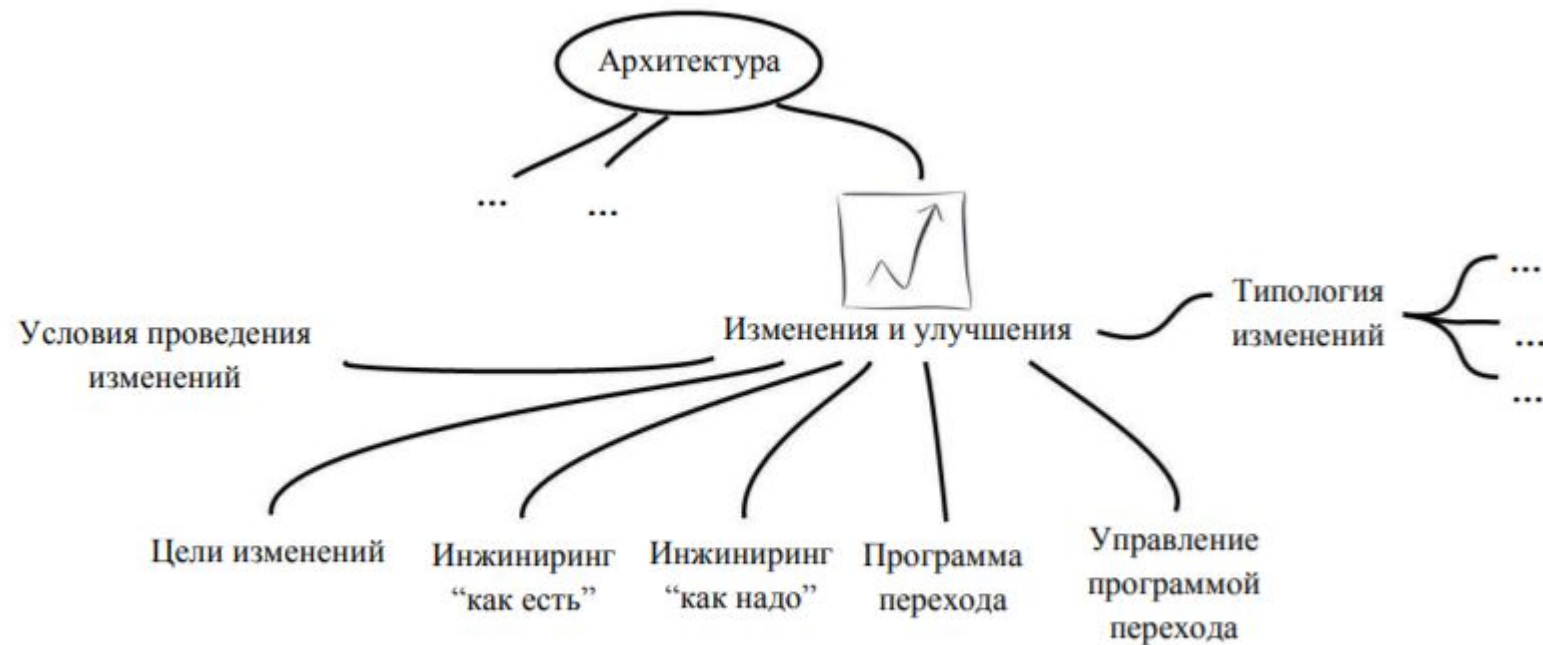 Архитектура
...
...
Изменения и улучшения
Типология
изменений
...
...
...
Условия проведения
изменений
Цели изменений
Инжиниринг
“как есть”
Инжиниринг
“как надо”
Программа
перехода
Управление
программой
перехода